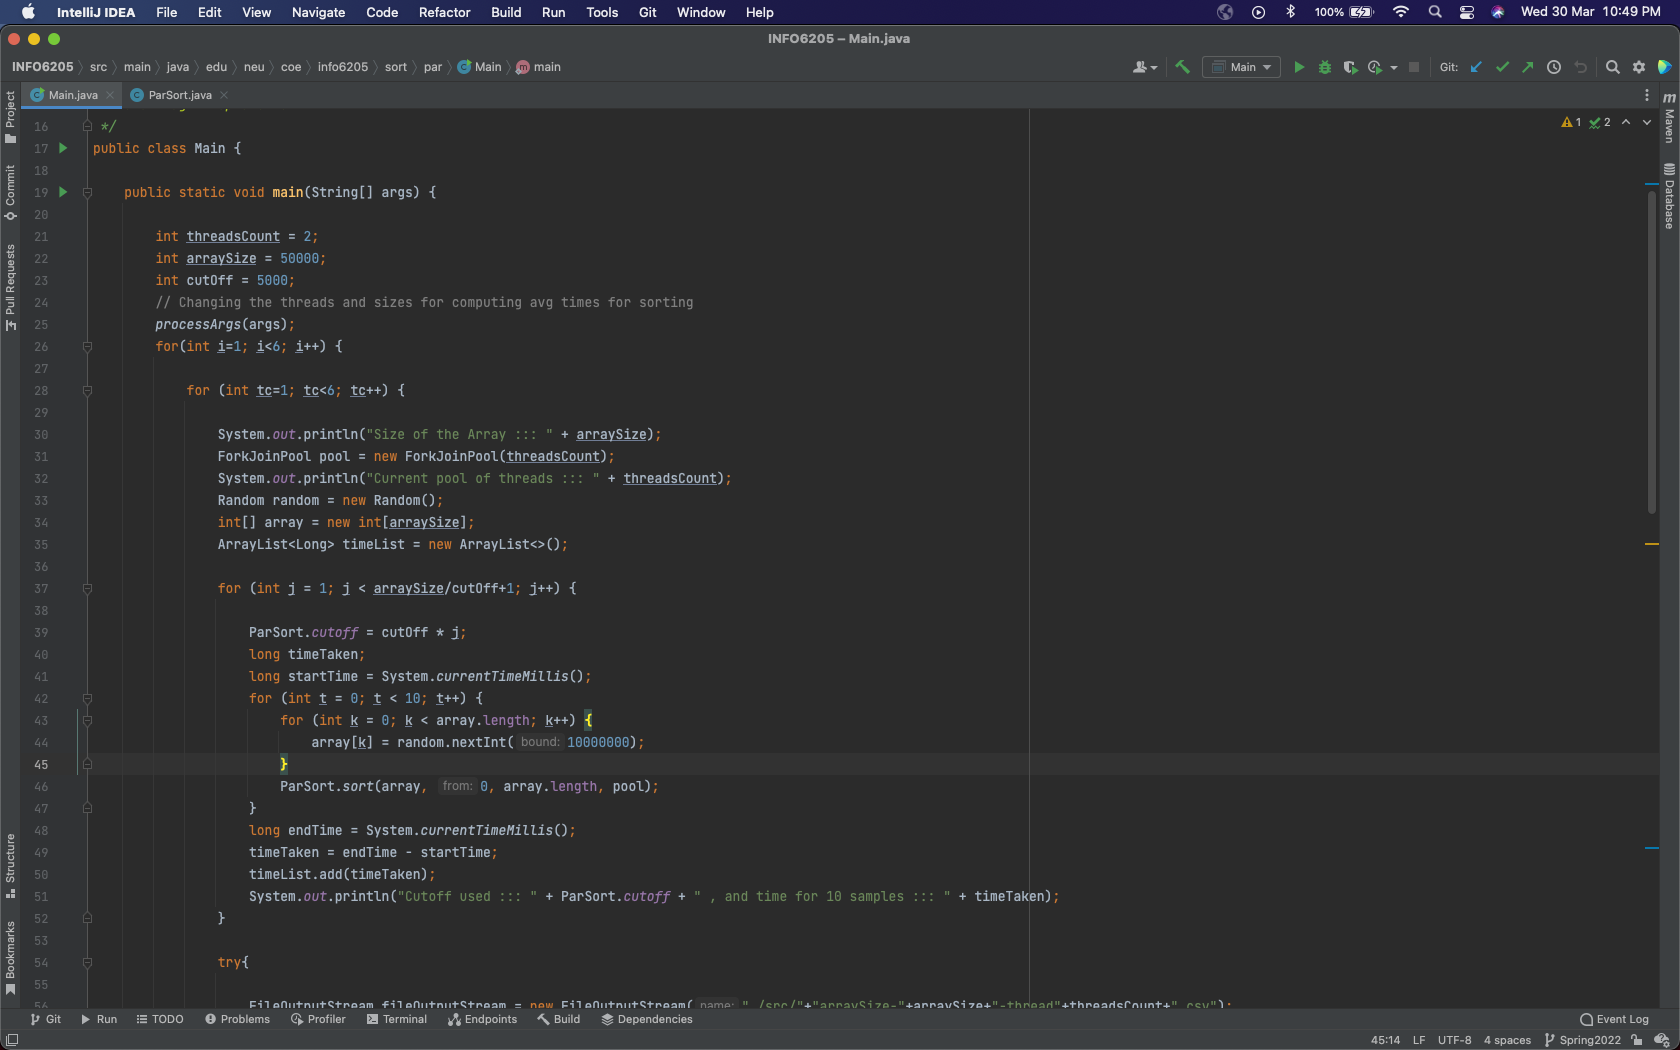 IntelliJ IDEA File Edit View Navigate Code Refactor Build Run Tools Git Window Help 100% Wed 30 Mar 10:49 PM
INFO6205 – Main.java
INFO6205 src main java edu neu coe info6205 sort par Main main Main Git:
Main.java ParSort.java
Project
Commit
Pull Requests
Structure
Bookmarks
m Maven
Database
1 2
16 */
17 public class Main {
18
19 public static void main(String[] args) {
20
21 int threadsCount = 2;
22 int arraySize = 50000;
23 int cutOff = 5000;
24 // Changing the threads and sizes for computing avg times for sorting
25 processArgs(args);
26 for(int i=1; i<6; i++) {
27
28 for (int tc=1; tc<6; tc++) {
29
30 System.out.println("Size of the Array ::: " + arraySize);
31 ForkJoinPool pool = new ForkJoinPool(threadsCount);
32 System.out.println("Current pool of threads ::: " + threadsCount);
33 Random random = new Random();
34 int[] array = new int[arraySize];
35 ArrayList<Long> timeList = new ArrayList<>();
36
37 for (int j = 1; j < arraySize/cutOff+1; j++) {
38
39 ParSort.cutoff = cutOff * j;
40 long timeTaken;
41 long startTime = System.currentTimeMillis();
42 for (int t = 0; t < 10; t++) {
43 for (int k = 0; k < array.length; k++) {
44 array[k] = random.nextInt( bound: 10000000);
45 }
46 ParSort.sort(array, from: 0, array.length, pool);
47 }
48 long endTime = System.currentTimeMillis();
49 timeTaken = endTime - startTime;
50 timeList.add(timeTaken);
51 System.out.println("Cutoff used ::: " + ParSort.cutoff + " , and time for 10 samples ::: " + timeTaken);
52 }
53
54 try{
55
56 FileOutputStream fileOutputStream = new FileOutputStream( name: "./src/"+"arraySize-"+arraySize+"-thread"+threadsCount+".csv");
Git Run TODO Problems Profiler Terminal Endpoints Build Dependencies Event Log
45:14 LF UTF-8 4 spaces Spring2022